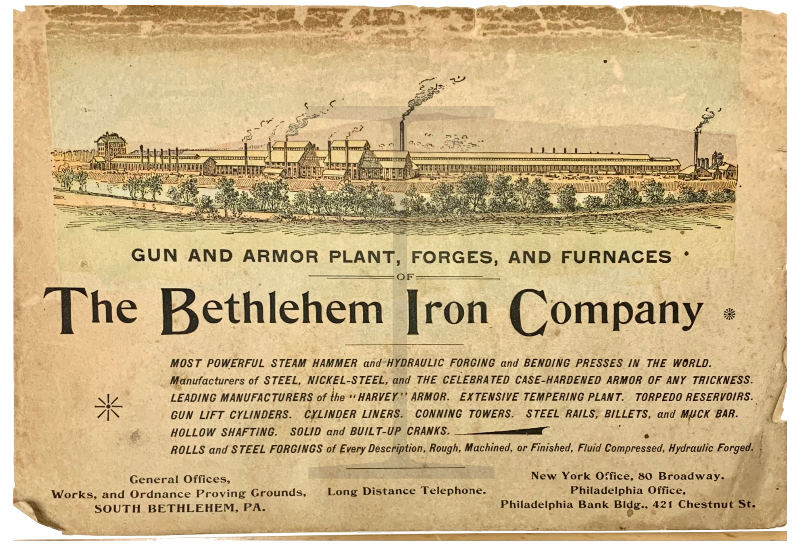 GUN AND ARMOR PLANT, FORGES, AND FURNACES
OF
The Bethlehem Iron Company
MOST POWERFUL STEAM HAMMER and HYDRAULIC FORGING and BENDING PRESSES IN THE WORLD.
Manufacturers of STEEL, NICKEL-STEEL, and THE CELEBRATED CASE-HARDENED ARMOR OF ANY THICKNESS.
LEADING MANUFACTURERS of the "HARVEY" ARMOR. EXTENSIVE TEMPERING PLANT. TORPEDO RESERVOIRS.
GUN LIFT CYLINDERS. CYLINDER LINERS. CONNING TOWERS. STEEL RAILS, BILLETS, and MUCK BAR.
HOLLOW SHAFTING. SOLID and BUILT-UP CRANKS.
ROLLS and STEEL FORGINGS of Every Description, Rough, Machined, or Finished, Fluid Compressed, Hydraulic Forged.
General Offices,
Works, and Ordnance Proving Grounds,
SOUTH BETHLEHEM, PA.
Long Distance Telephone.
New York Office, 80 Broadway.
Philadelphia Office,
Philadelphia Bank Bldg., 421 Chestnut St.